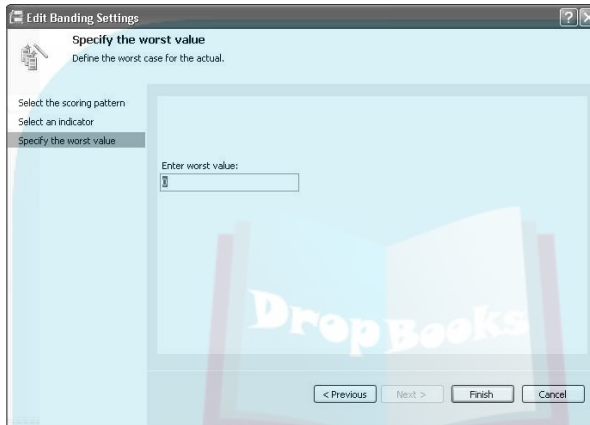 Edit Banding Settings
Specify the worst value
Define the worst case for the actual.
Select the scoring pattern
Select an indicator
Specify the worst value
Enter worst value:
0
DropBooks
< Previous
Next >
Finish
Cancel